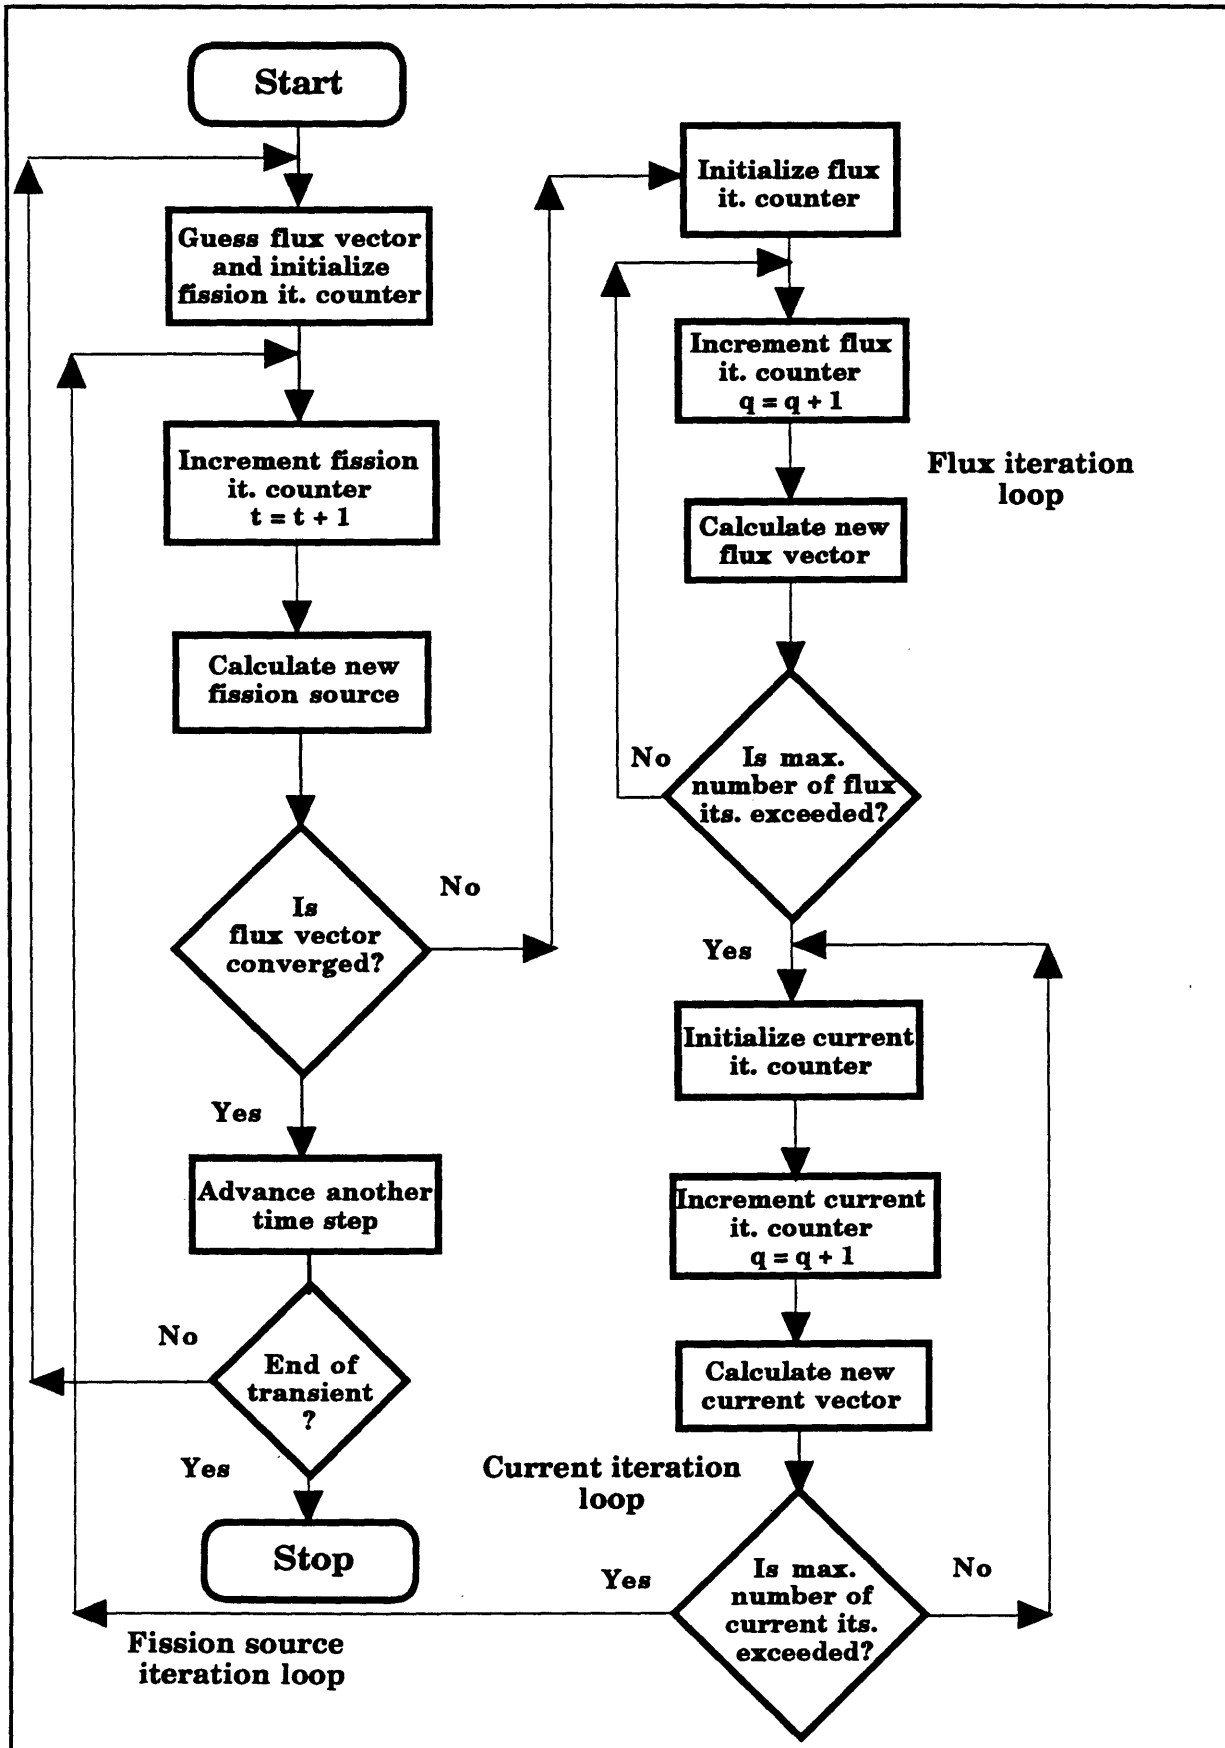 Start
Guess flux vector
and initialize
fission it. counter
Increment fission
it. counter
t = t + 1
Calculate new
fission source
Is
flux vector
converged?
No
Yes
Advance another
time step
No
End of
transient
?
Yes
Stop
Fission source
iteration loop
Initialize flux
it. counter
Increment flux
it. counter
q = q + 1
Flux iteration
loop
Calculate new
flux vector
No
Is max.
number of flux
its. exceeded?
Yes
Initialize current
it. counter
Increment current
it. counter
q = q + 1
Calculate new
current vector
Current iteration
loop
Yes
Is max.
number of
current its.
exceeded?
No